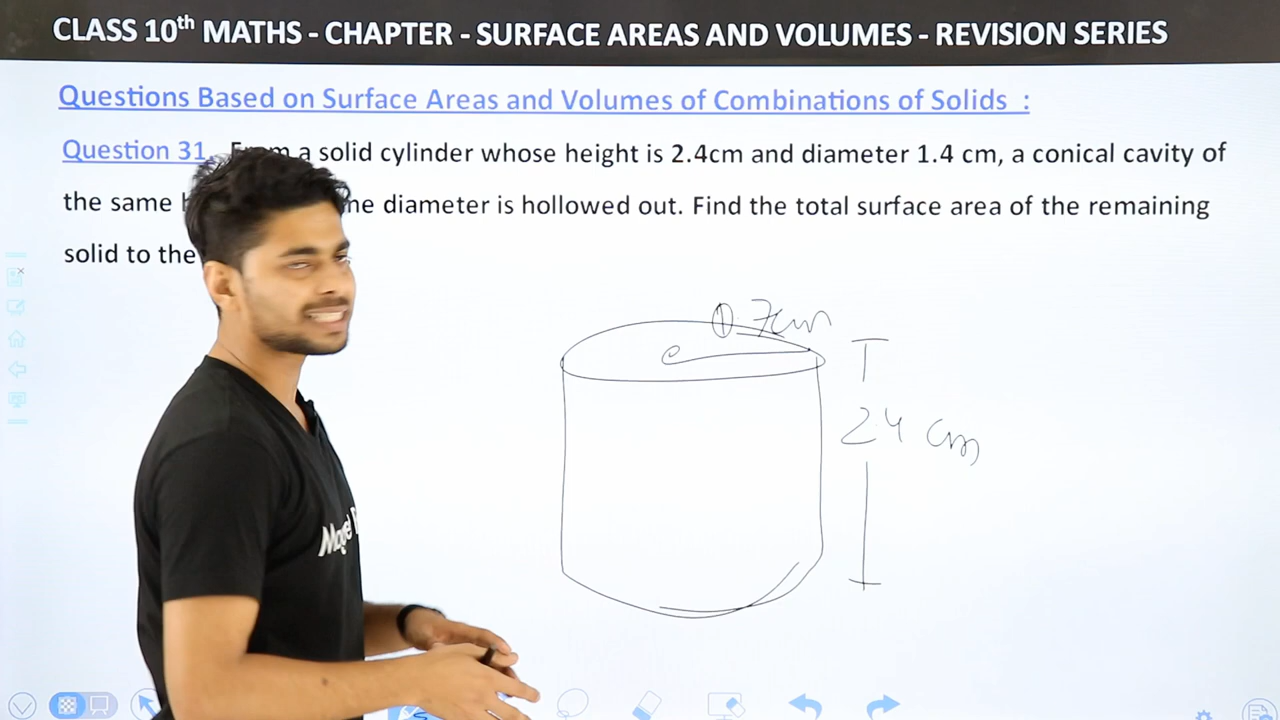 CLASS 10th MATHS - CHAPTER - SURFACE AREAS AND VOLUMES - REVISION SERIES
Questions Based on Surface Areas and Volumes of Combinations of Solids :
Question 31 a solid cylinder whose height is 2.4cm and diameter 1.4 cm, a conical cavity of
the same diameter is hollowed out. Find the total surface area of the remaining
solid to the
0.7cm
2.4 cm